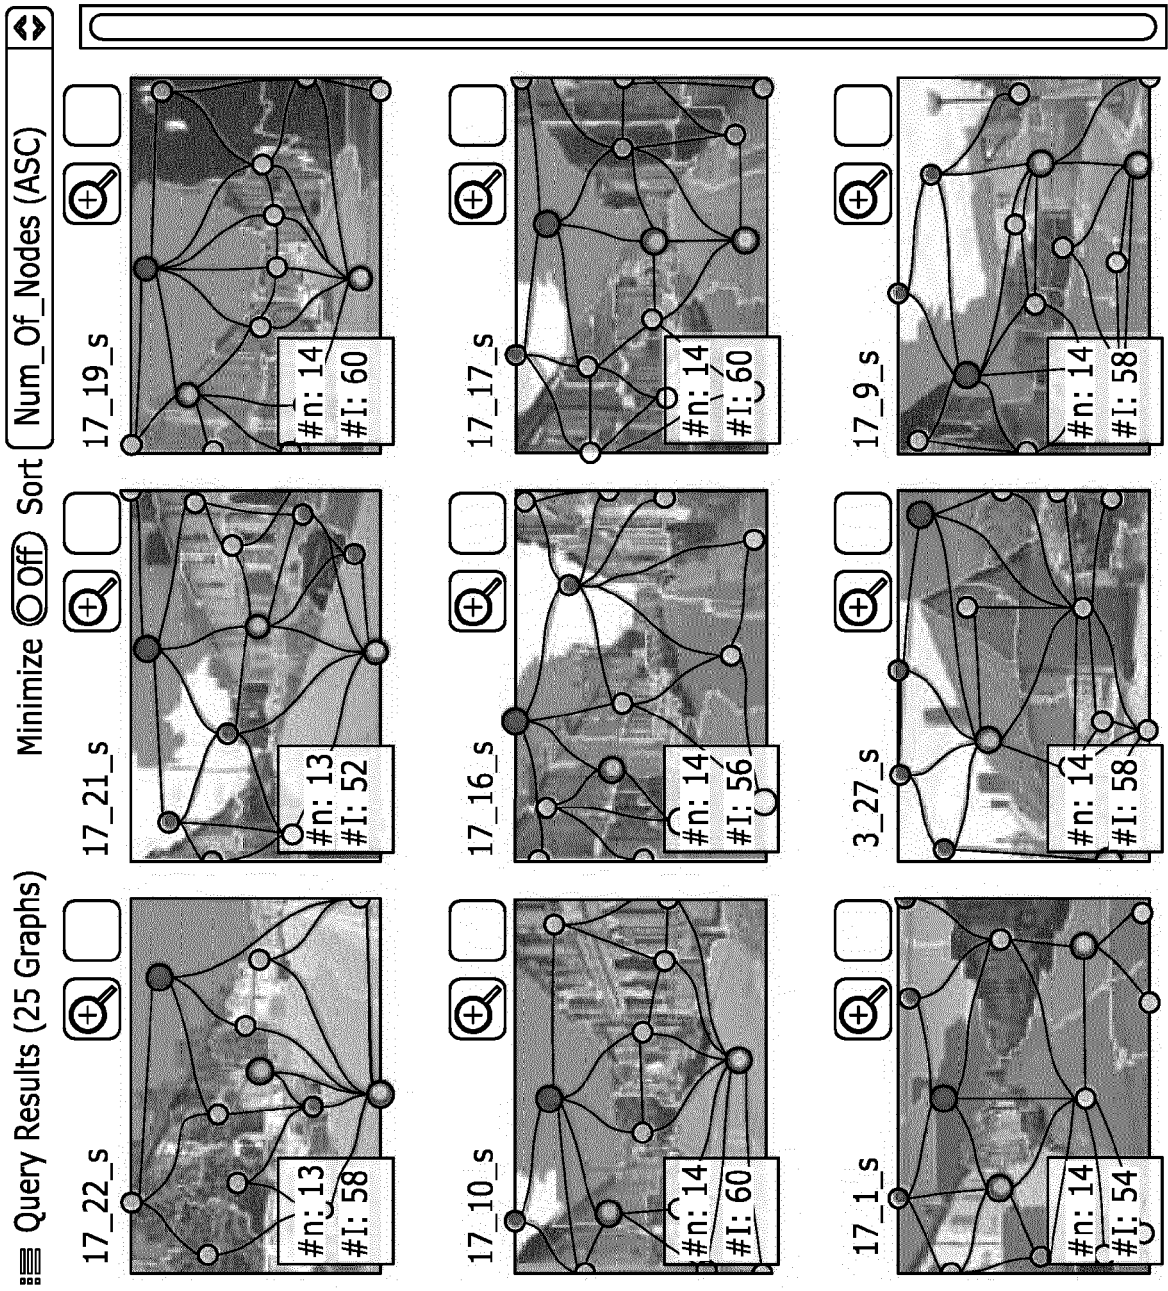 Query Results (25 Graphs) Minimize Off Sort Num_Of_Nodes (ASC)
17_22_s
#n: 13
#I: 58
17_21_s
#n: 13
#I: 52
17_19_s
#n: 14
#I: 60
17_10_s
#n: 14
#I: 60
17_16_s
#n: 14
#I: 56
17_17_s
#n: 14
#I: 60
17_1_s
#n: 14
#I: 54
3_27_s
#n: 14
#I: 58
17_9_s
#n: 14
#I: 58